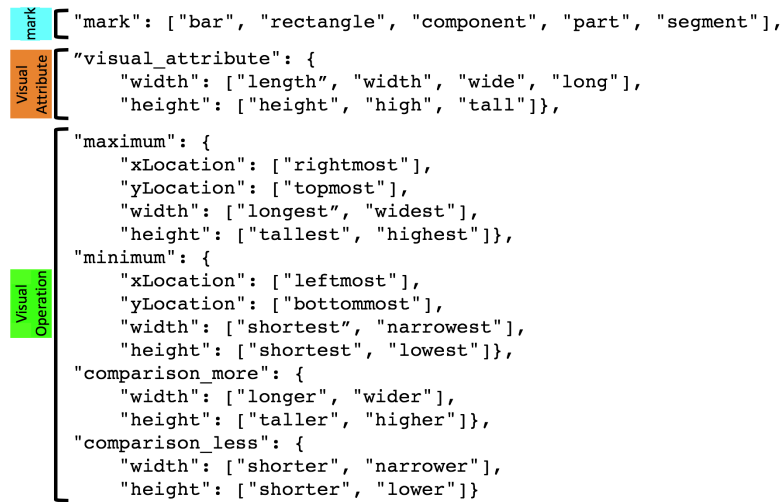 mark
"mark": ["bar", "rectangle", "component", "part", "segment"],
Visual
Attribute
”visual_attribute": {
"width": ["length”, "width", "wide", "long"],
"height": ["height", "high", "tall"]},
Visual
Operation
"maximum": {
"xLocation": ["rightmost"],
"yLocation": ["topmost"],
"width": ["longest”, "widest"],
"height": ["tallest", "highest"]},
"minimum": {
"xLocation": ["leftmost"],
"yLocation": ["bottommost"],
"width": ["shortest”, "narrowest"],
"height": ["shortest", "lowest"]},
"comparison_more": {
"width": ["longer", "wider"],
"height": ["taller", "higher"]},
"comparison_less": {
"width": ["shorter", "narrower"],
"height": ["shorter", "lower"]}